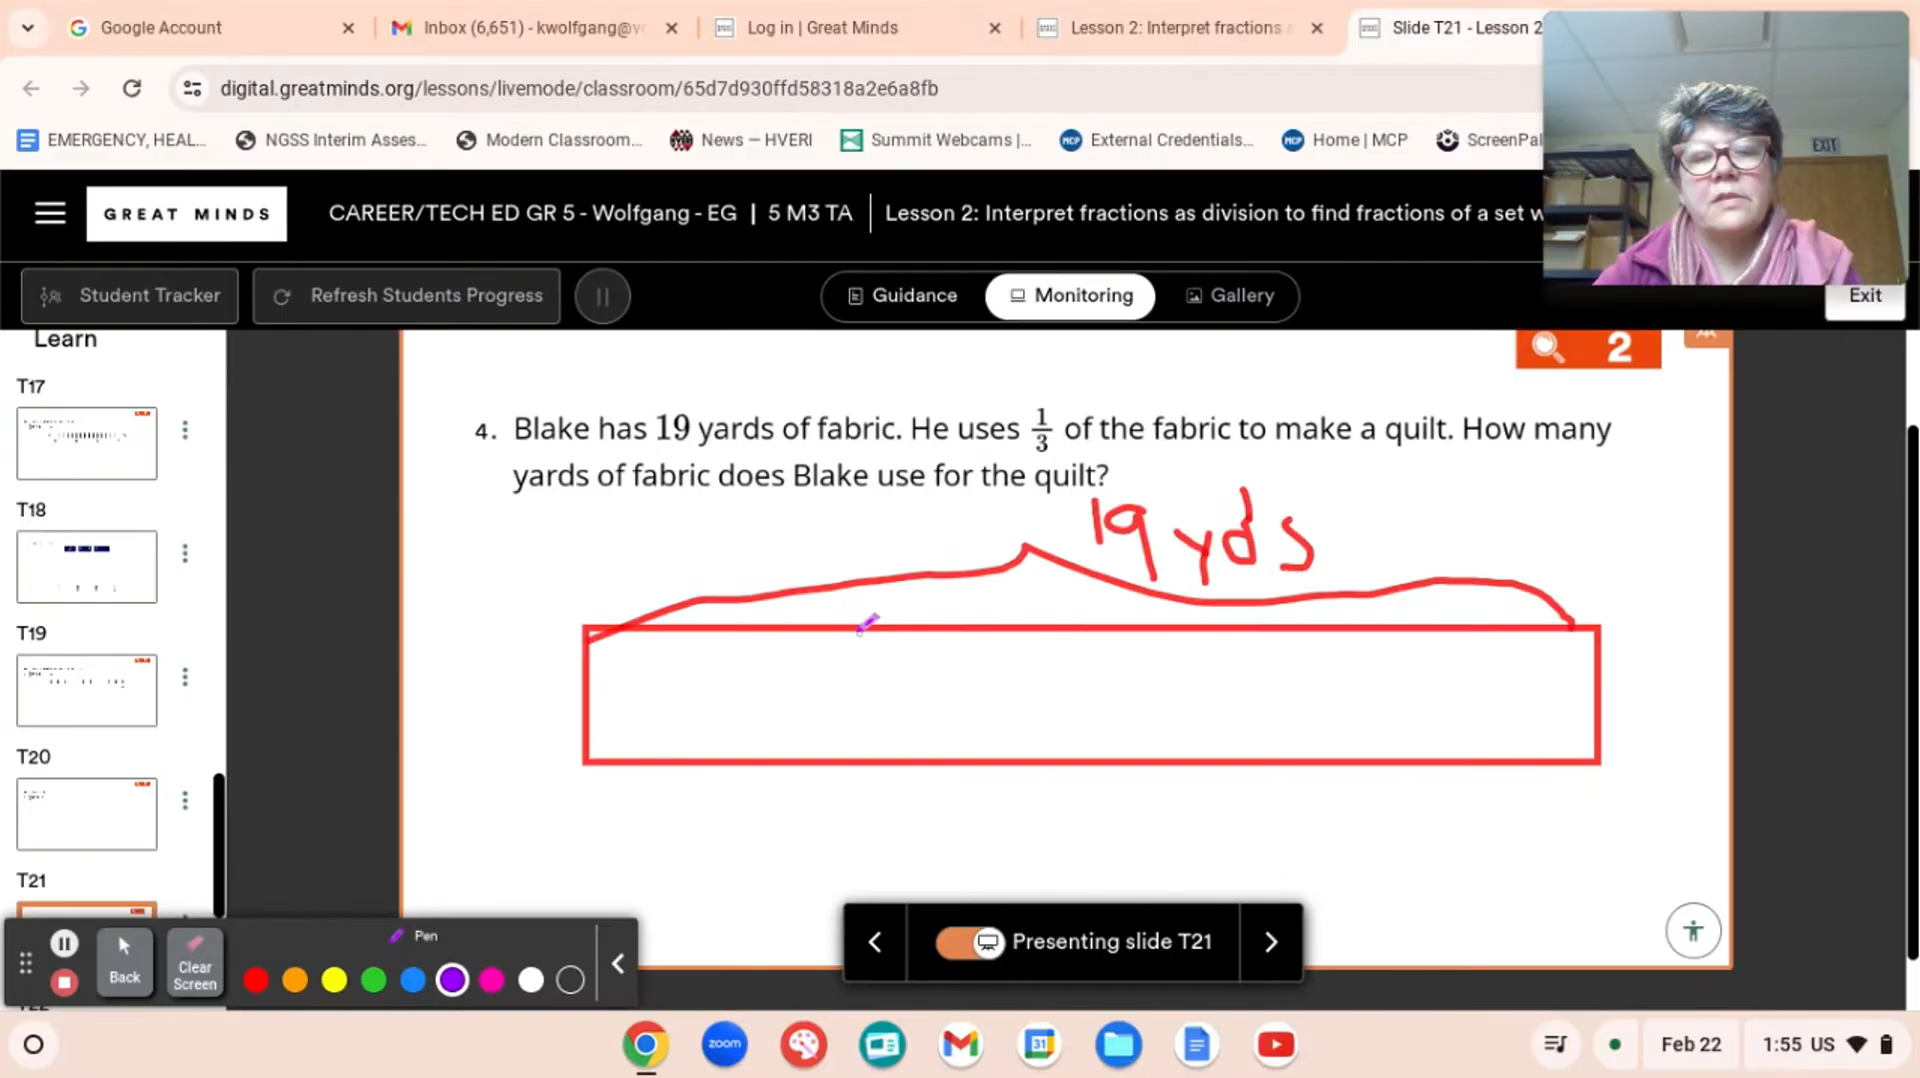 Google Account
Inbox (6,651) - kwolfgang@v
Log in | Great Minds
Lesson 2: Interpret fractions a
Slide T21 - Lesson 2
digital.greatminds.org/lessons/livemode/classroom/65d7d930ffd58318a2e6a8fb
EMERGENCY, HEAL...
NGSS Interim Asses...
Modern Classroom...
News — HVERI
Summit Webcams |...
External Credentials...
Home | MCP
ScreenPal
EXIT
GREAT MINDS
CAREER/TECH ED GR 5 - Wolfgang - EG | 5 M3 TA
Lesson 2: Interpret fractions as division to find fractions of a set w
Student Tracker
Refresh Students Progress
Guidance
Monitoring
Gallery
Exit
Learn
2
T17
T18
T19
T20
T21
4. Blake has 19 yards of fabric. He uses 1/3 of the fabric to make a quilt. How many
yards of fabric does Blake use for the quilt?
19 yds
Pen
Back
Clear
Screen
Presenting slide T21
zoom
31
Feb 22
1:55 US